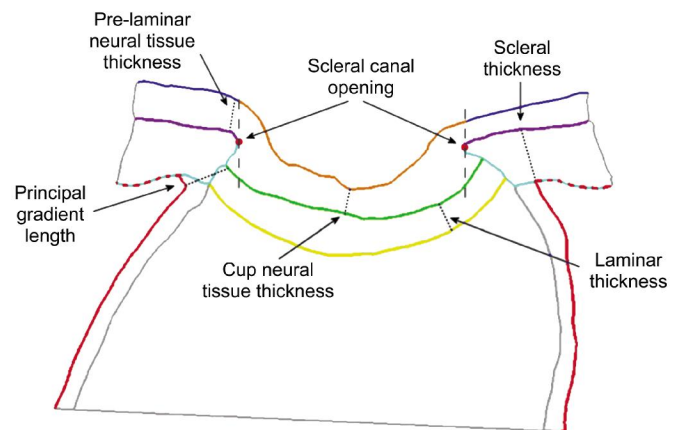 Pre-laminar
neural tissue
thickness
Scleral canal
opening
Scleral
thickness
Principal
gradient
length
Cup neural
tissue thickness
Laminar
thickness